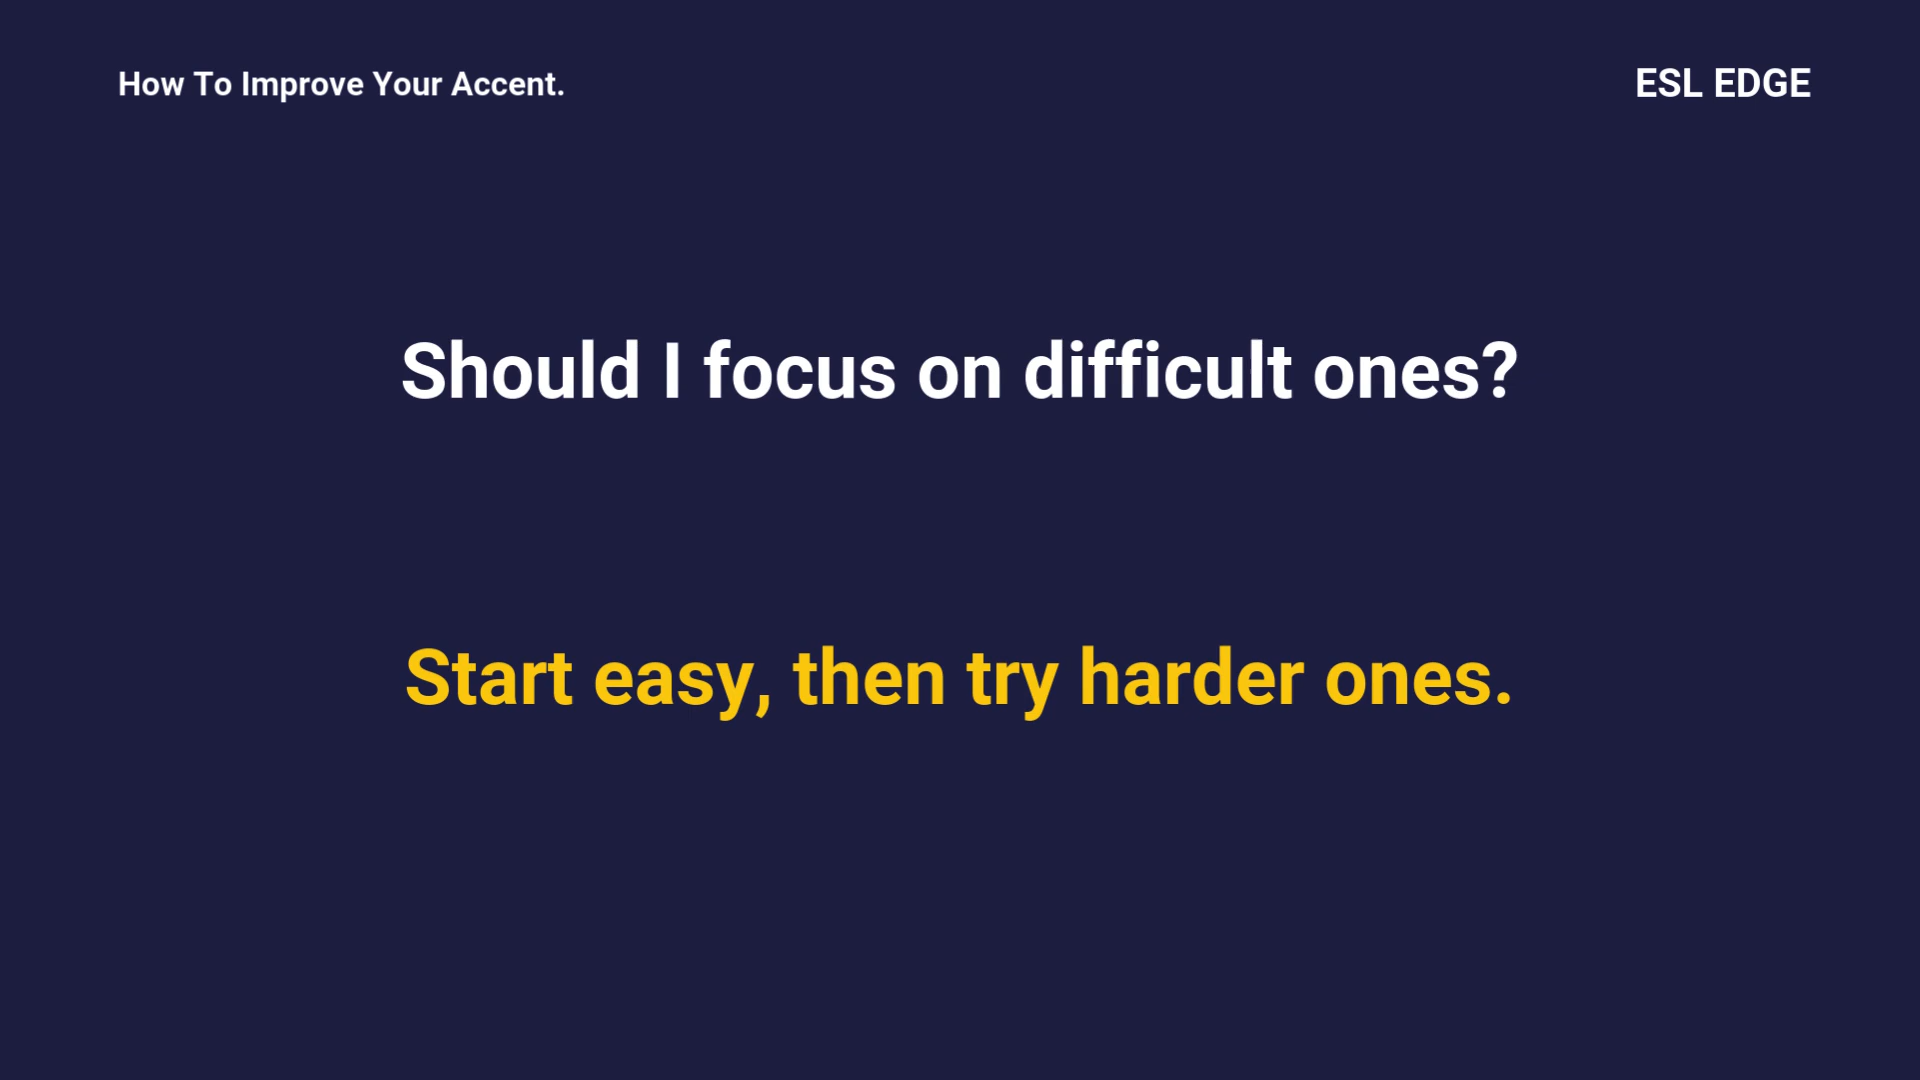 How To Improve Your Accent.
ESL EDGE
Should I focus on difficult ones?
Start easy, then try harder ones.